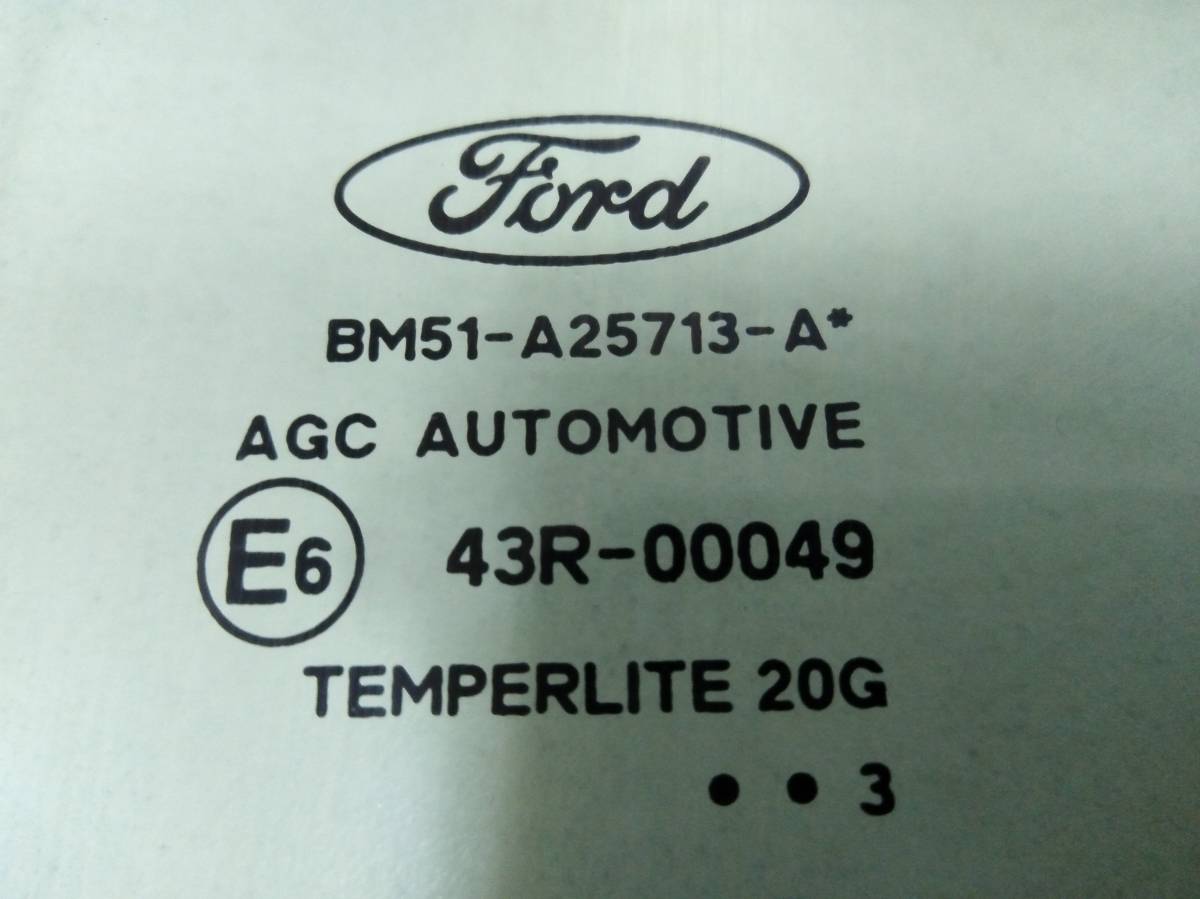 Ford
BM51-A25713-A*
AGC AUTOMOTIVE
E6 43R-00049
TEMPERLITE 20G
• • 3